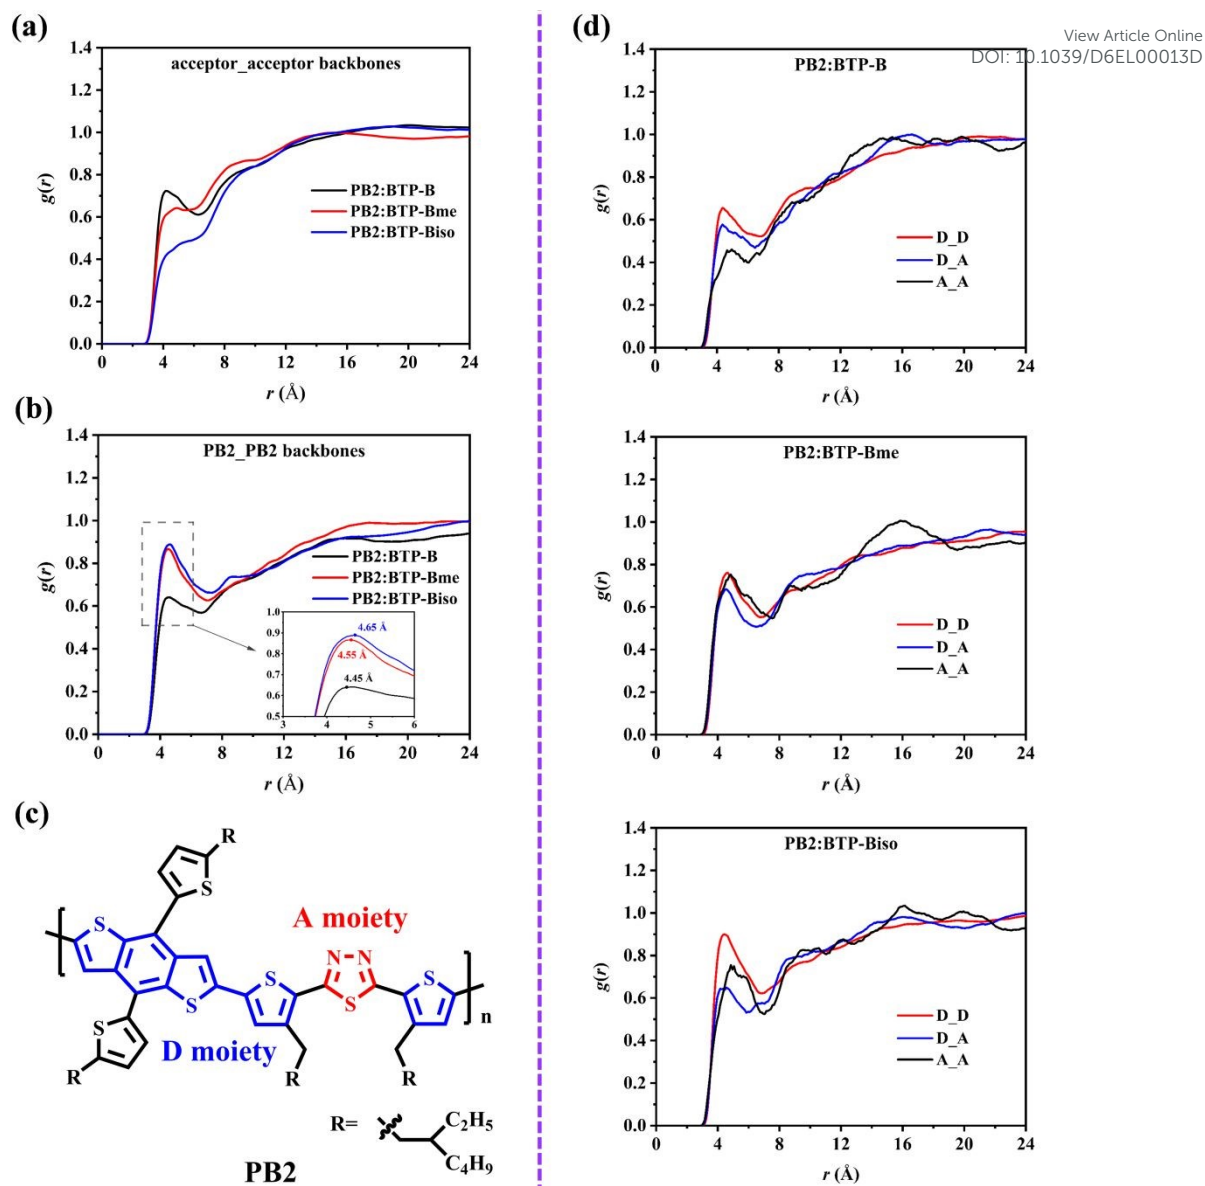 View Article Online
DOI: 10.1039/D6EL00013D
(a)
acceptor_acceptor backbones
1.4
1.2
1.0
0.8
0.6
0.4
0.2
0.0
g(r)
PB2:BTP-B
PB2:BTP-Bme
PB2:BTP-Biso
0 4 8 12 16 20 24
r (Å)
(b)
PB2_PB2 backbones
1.4
1.2
1.0
0.8
0.6
0.4
0.2
0.0
g(r)
PB2:BTP-B
PB2:BTP-Bme
PB2:BTP-Biso
1.0
0.9
0.8
0.7
0.6
0.5
4.65 Å
4.55 Å
4.45 Å
3 4 5 6
0 4 8 12 16 20 24
r (Å)
(c)
R
S
A moiety
S
N N
S
S
S
S
n
S
D moiety
R
R
R
R=
C2H5
C4H9
PB2
(d)
PB2:BTP-B
1.4
1.2
1.0
0.8
0.6
0.4
0.2
0.0
g(r)
D_D
D_A
A_A
0 4 8 12 16 20 24
r (Å)
PB2:BTP-Bme
1.4
1.2
1.0
0.8
0.6
0.4
0.2
0.0
g(r)
D_D
D_A
A_A
0 4 8 12 16 20 24
r (Å)
PB2:BTP-Biso
1.4
1.2
1.0
0.8
0.6
0.4
0.2
0.0
g(r)
D_D
D_A
A_A
0 4 8 12 16 20 24
r (Å)